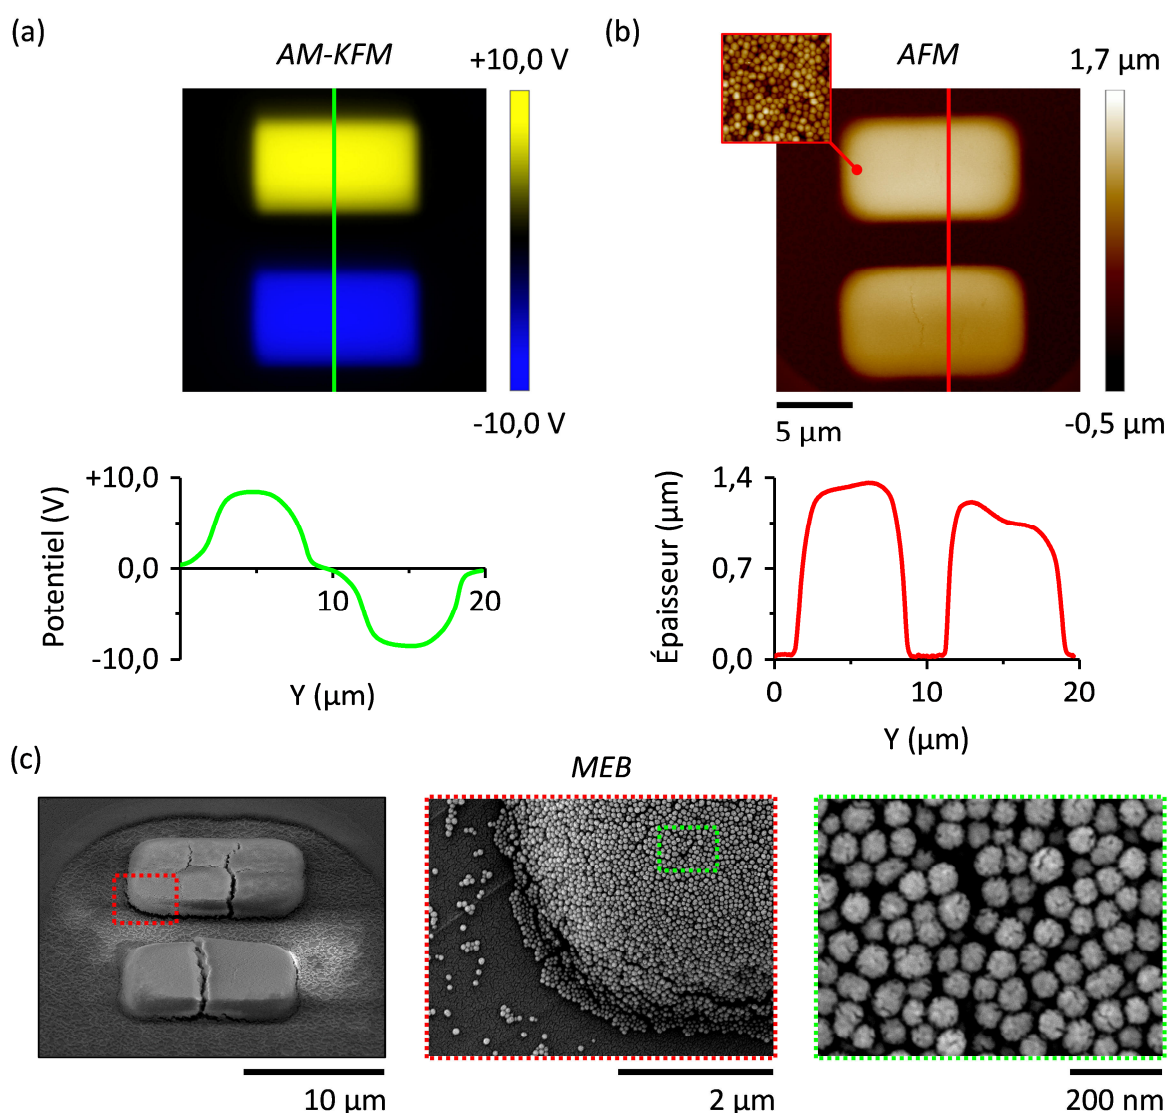 (a)
AM-KFM
+10,0 V
-10,0 V
(b)
AFM
1,7 µm
-0,5 µm
5 µm
Potentiel (V)
+10,0
0,0
-10,0
10
20
Y (µm)
Épaisseur (µm)
1,4
0,7
0,0
0
10
20
Y (µm)
(c)
MEB
10 µm
2 µm
200 nm